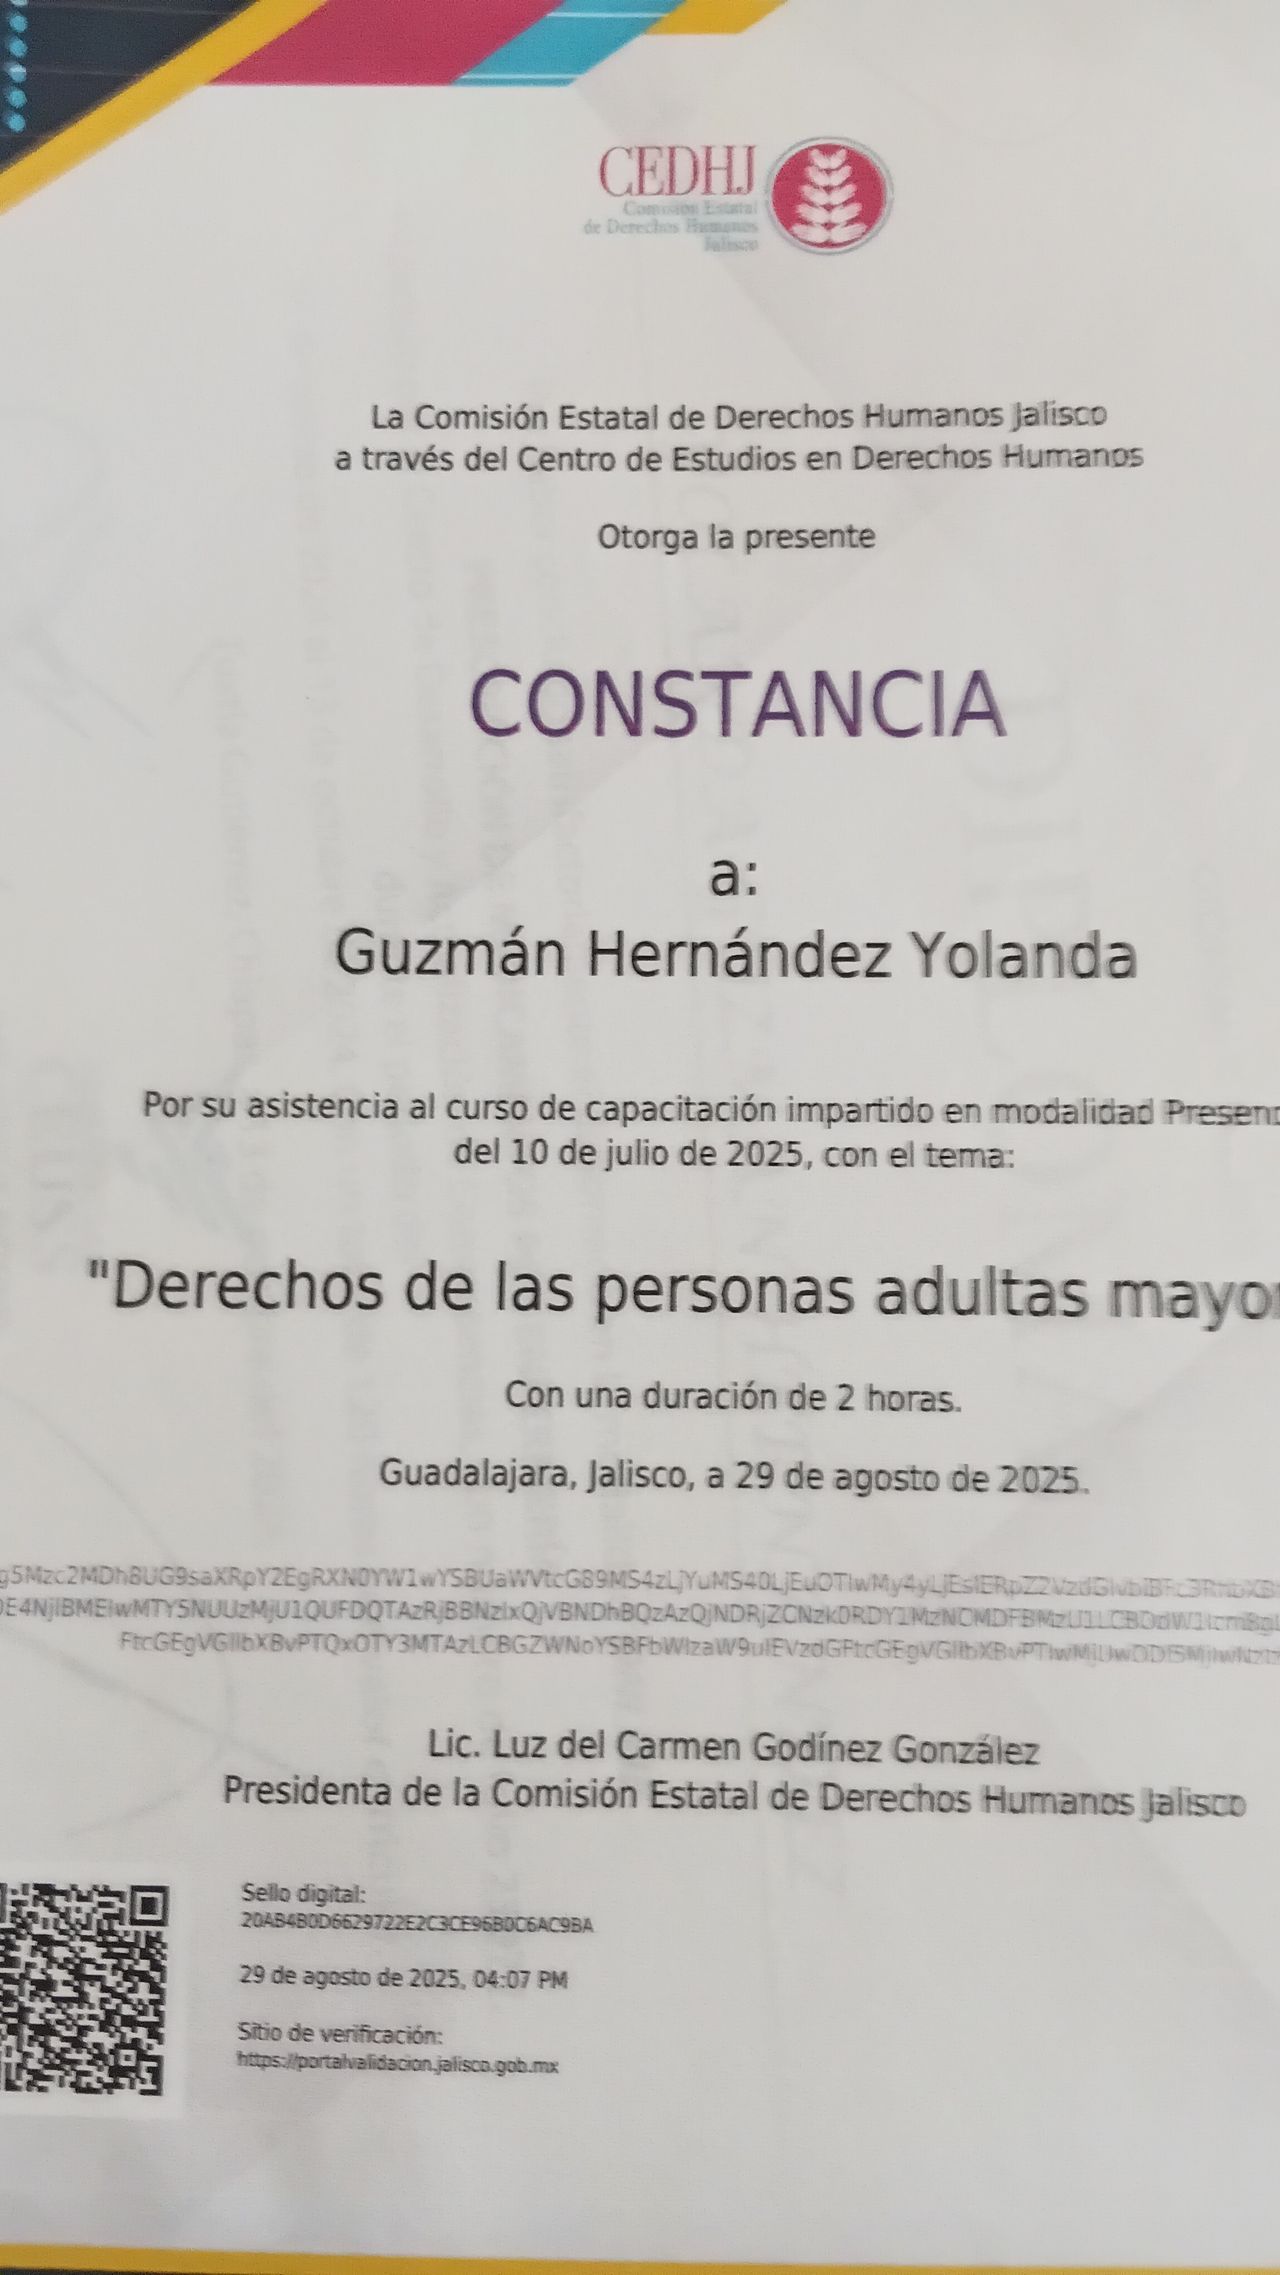 CEDHJ
Comisión Estatal
de Derechos Humanos
Jalisco
La Comisión Estatal de Derechos Humanos Jalisco
a través del Centro de Estudios en Derechos Humanos
Otorga la presente
CONSTANCIA
a:
Guzmán Hernández Yolanda
Por su asistencia al curso de capacitación impartido en modalidad
del 10 de julio de 2025, con el tema:
"Derechos de las personas adultas
Con una duración de 2 horas.
Guadalajara, Jalisco, a 29 de agosto de 2025.
Lic. Luz del Carmen Godínez González
Presidenta de la Comisión Estatal de Derechos Humanos Jalisco
Sello digital:
20AB4B0D6629722E2C3CE96B0C6AC9BA
29 de agosto de 2025, 04:07 PM
Sitio de verificación:
https://portalvalidacion.jalisco.gob.mx